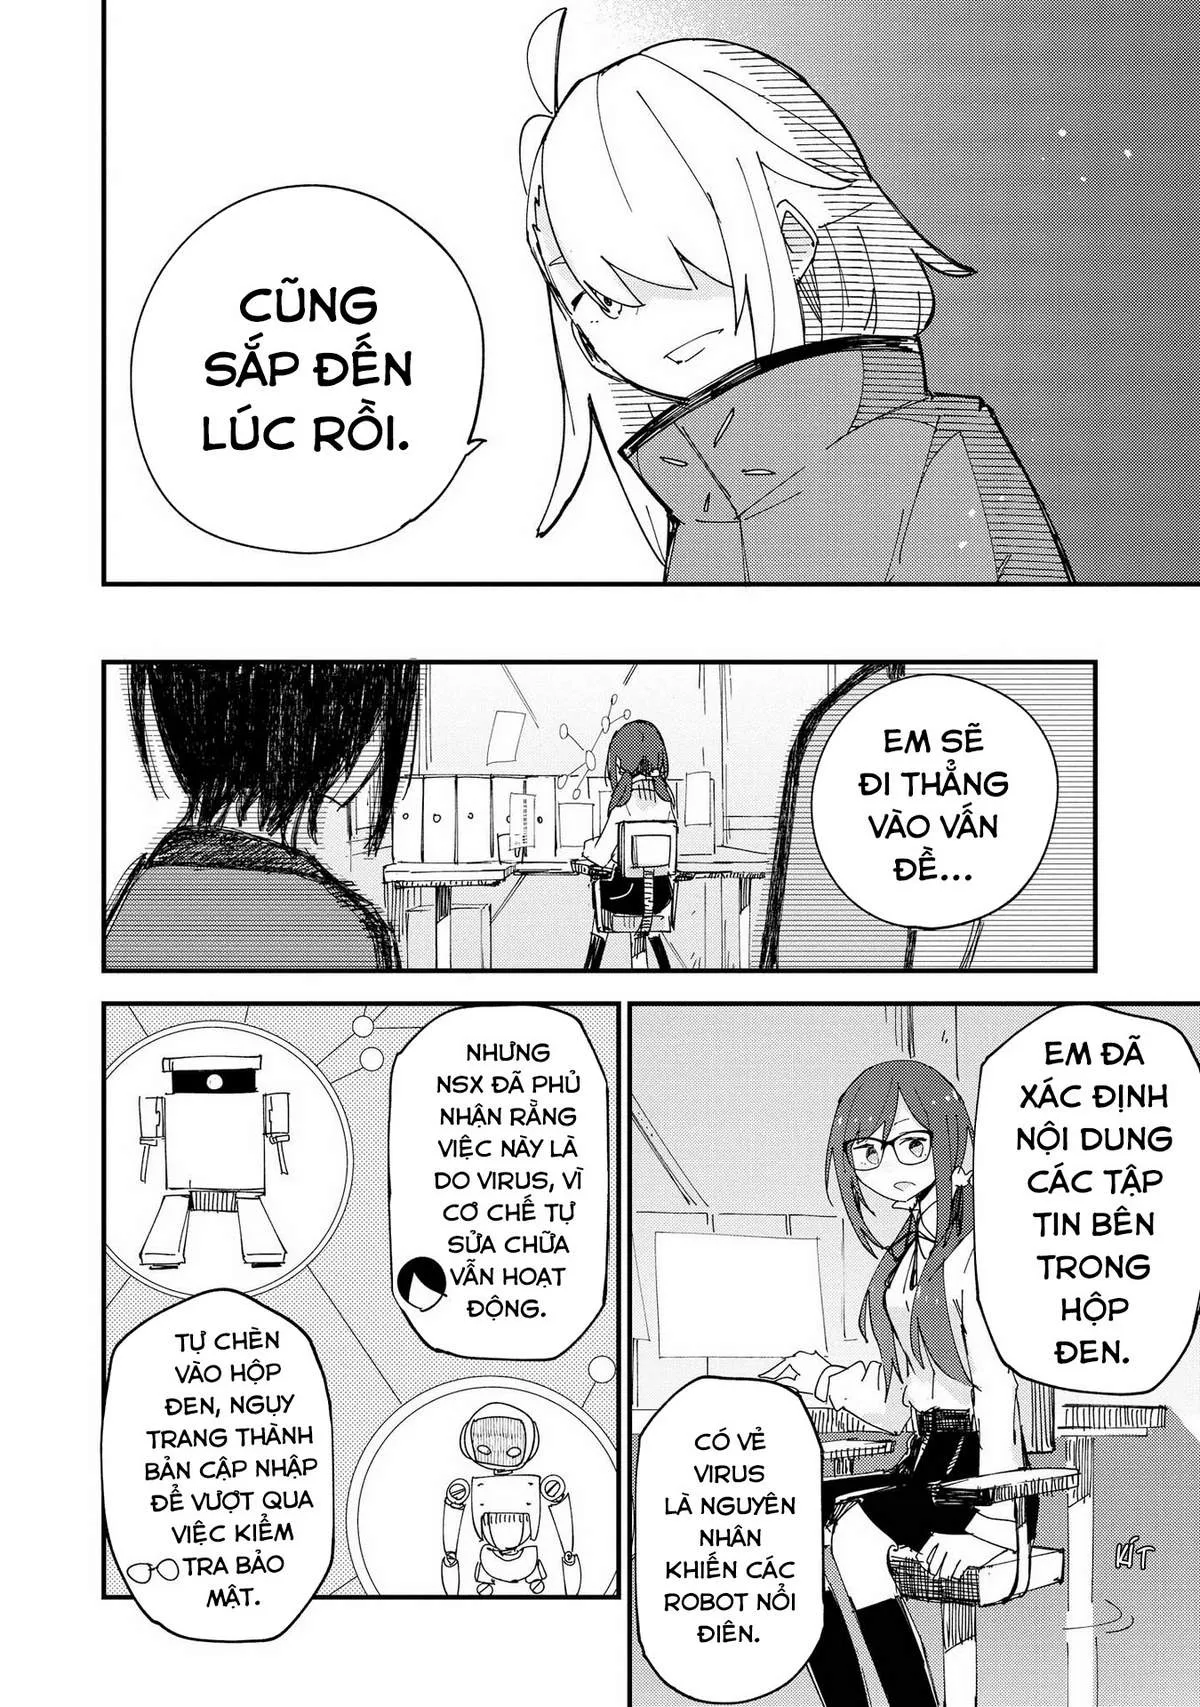 CŨNG
SẮP ĐẾN
LÚC RỒI.
EM SẼ
ĐI THẲNG
VÀO VẤN
ĐỀ...
EM ĐÃ
XÁC ĐỊNH
NỘI DUNG
CÁC TẬP
TIN BÊN
TRONG
HỘP
ĐEN.
CÓ VẺ
VIRUS
LÀ NGUYÊN
NHÂN
KHIẾN CÁC
ROBOT NỔI
ĐIÊN.
KÍT
NHƯNG
NSX ĐÃ PHỦ
NHẬN RẰNG
VIỆC NÀY LÀ
DO VIRUS, VÌ
CƠ CHẾ TỰ
SỬA CHỮA
VẪN HOẠT
ĐỘNG.
TỰ CHÈN
VÀO HỘP
ĐEN, NGỤY
TRANG THÀNH
BẢN CẬP NHẬP
ĐỂ VƯỢT QUA
VIỆC KIỂM
TRA BẢO
MẬT.